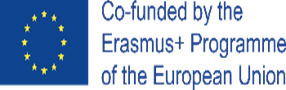 Co-funded by the
Erasmus+ Programme
of the European Union